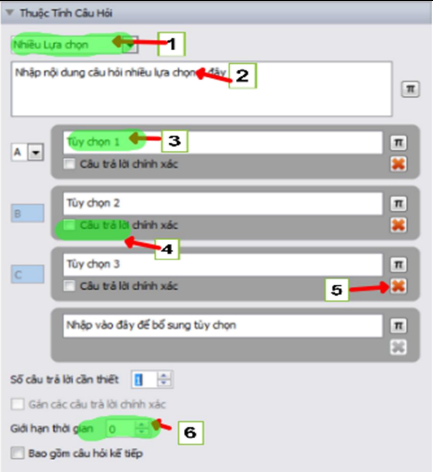 Thuộc Tính Câu Hỏi
Nhiều Lựa chọn 1
Nhập nội dung câu hỏi nhiều lựa chọn đây 2
π
A Tùy chọn 1 3 π
Câu trả lời chính xác
B Tùy chọn 2 π
Câu trả lời chính xác
4
C Tùy chọn 3 π
Câu trả lời chính xác 5
Nhập vào đây để bổ sung tùy chọn π
Số câu trả lời cần thiết 1
Gán các câu trả lời chính xác
Giới hạn thời gian 0 6
Bao gồm câu hỏi kế tiếp